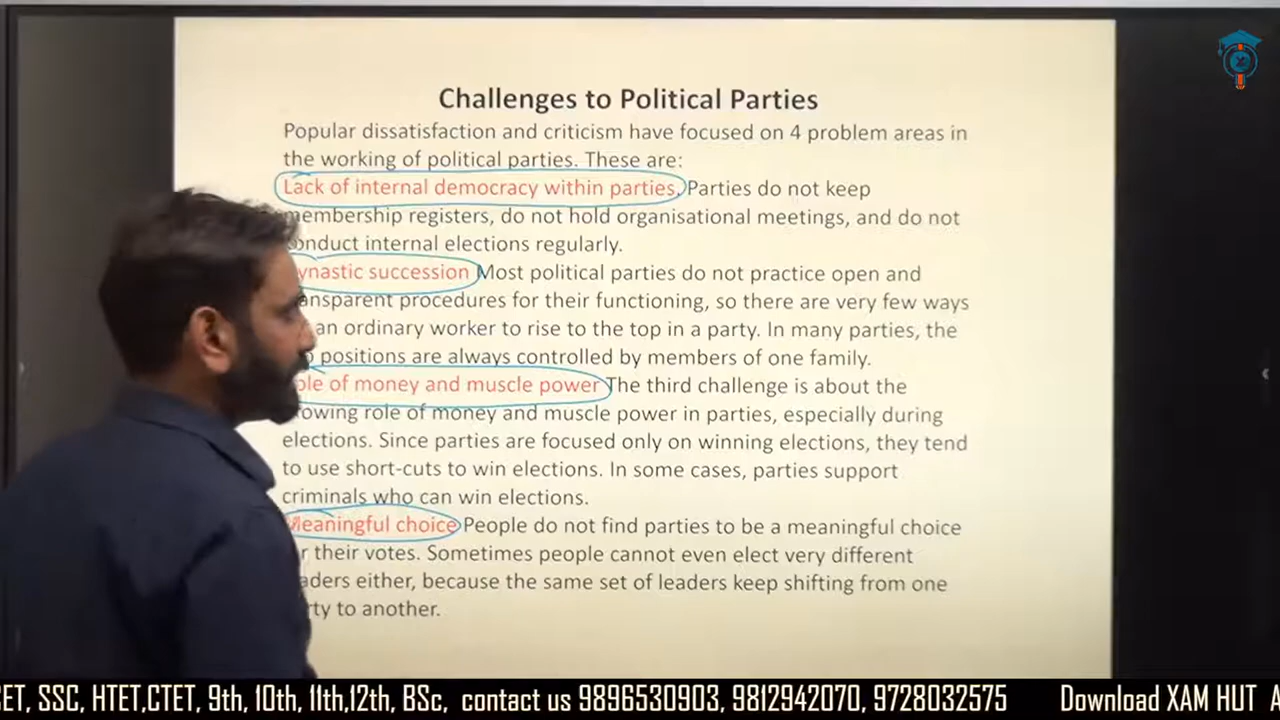 Challenges to Political Parties
Popular dissatisfaction and criticism have focused on 4 problem areas in
the working of political parties. These are:
Lack of internal democracy within parties. Parties do not keep
membership registers, do not hold organisational meetings, and do not
onduct internal elections regularly.
ynastic succession Most political parties do not practice open and
ansparent procedures for their functioning, so there are very few ways
an ordinary worker to rise to the top in a party. In many parties, the
positions are always controlled by members of one family.
ole of money and muscle power The third challenge is about the
rowing role of money and muscle power in parties, especially during
elections. Since parties are focused only on winning elections, they tend
to use short-cuts to win elections. In some cases, parties support
criminals who can win elections.
Meaningful choice People do not find parties to be a meaningful choice
r their votes. Sometimes people cannot even elect very different
aders either, because the same set of leaders keep shifting from one
rty to another.
ET, SSC, HTET,CTET, 9th, 10th, 11th,12th, BSc, contact us 9896530903, 9812942070, 9728032575 Download XAM HUT A